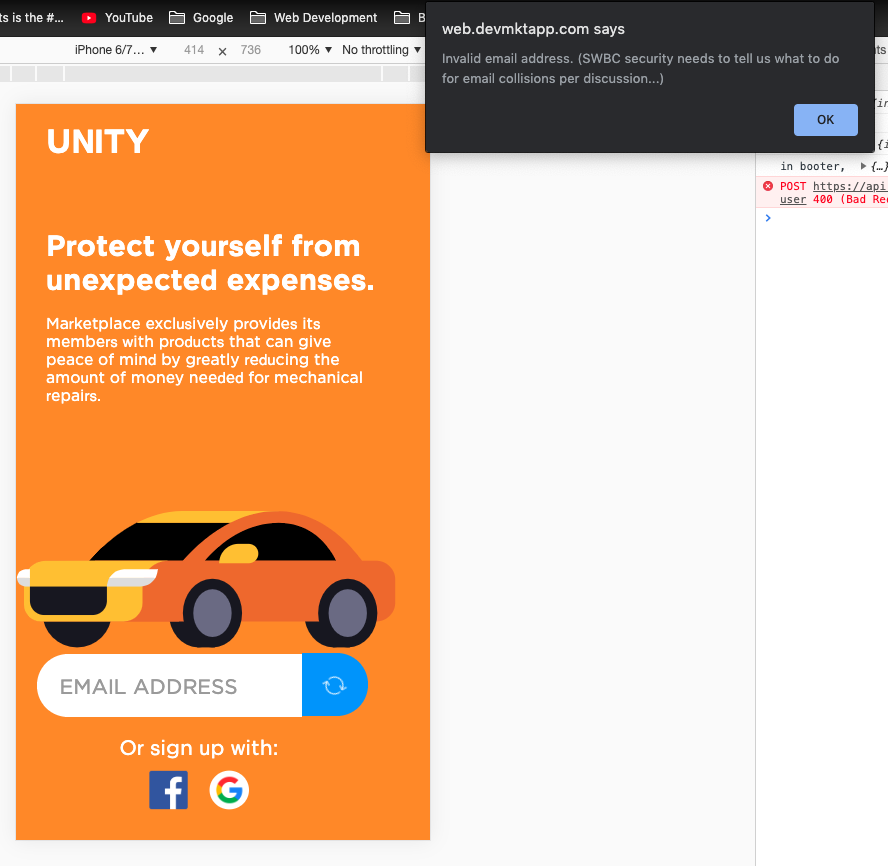 ts is the #...
YouTube
Google
Web Development
B
web.devmktapp.com says
Invalid email address. (SWBC security needs to tell us what to do
for email collisions per discussion...)
OK
iPhone 6/7... ▼ 414 × 736 100% ▼ No throttling ▼
nts
UNITY
Protect yourself from
unexpected expenses.
Marketplace exclusively provides its
members with products that can give
peace of mind by greatly reducing the
amount of money needed for mechanical
repairs.
EMAIL ADDRESS
Or sign up with:
in booter, ▶{…}
POST https://api
user 400 (Bad Re